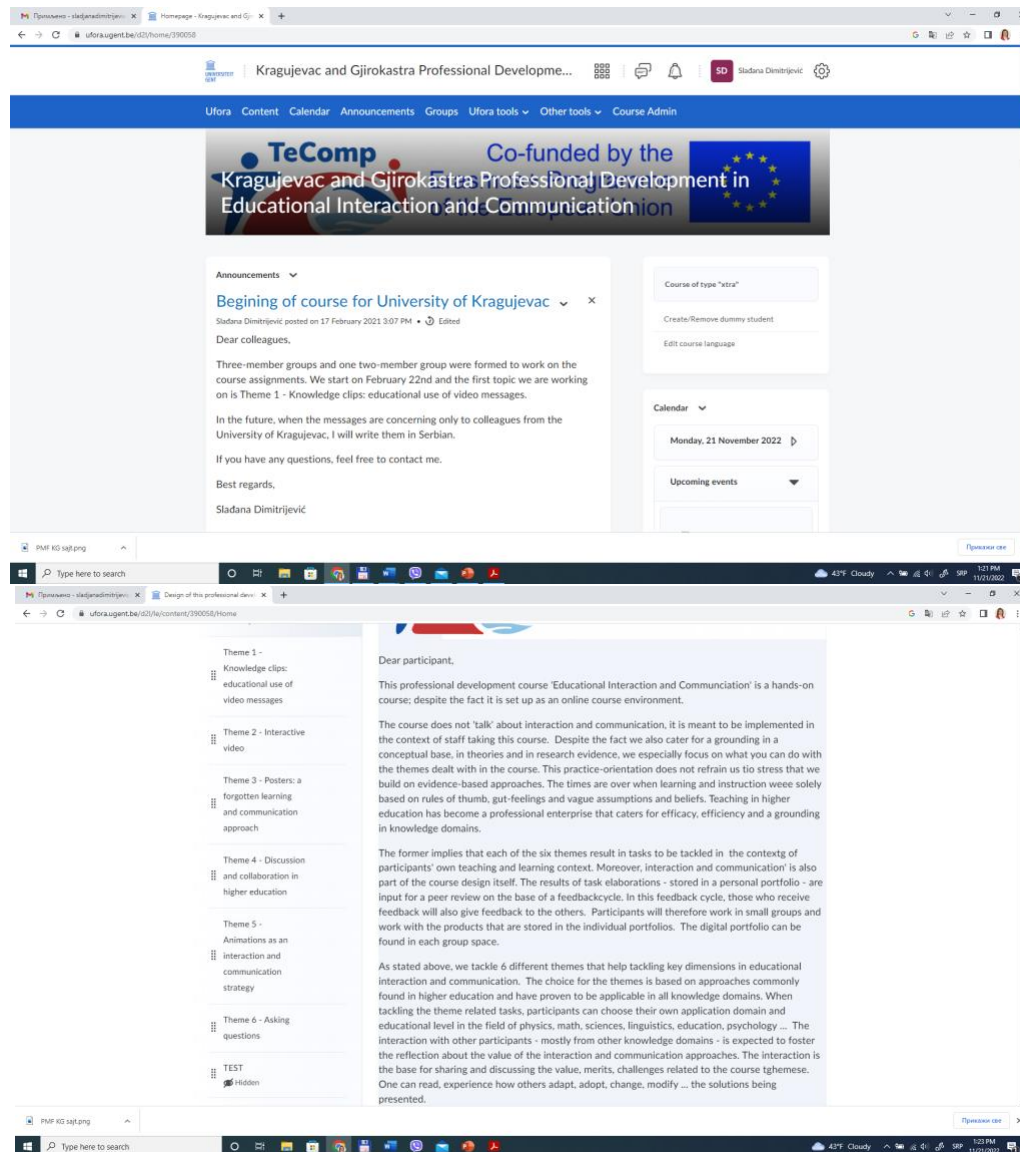 Примљено - sladjanadimitrijev
Homepage - Kragujevac and Gji
ufora.ugent.be/d2l/home/390058
UNIVERSITEIT
GENT
Kragujevac and Gjirokastra Professional Developme...
SD
Slađana Dimitrijević
Ufora Content Calendar Announcements Groups Ufora tools Other tools Course Admin
TeComp
Co-funded by the
Erasmus+ Programme
of the European Union
Kragujevac and Gjirokastra Professional Development in
Educational Interaction and Communication
Announcements
Begining of course for University of Kragujevac
Slađana Dimitrijević posted on 17 February 2021 3:07 PM • Edited
Dear colleagues,
Three-member groups and one two-member group were formed to work on the
course assignments. We start on February 22nd and the first topic we are working
on is Theme 1 - Knowledge clips: educational use of video messages.
In the future, when the messages are concerning only to colleagues from the
University of Kragujevac, I will write them in Serbian.
If you have any questions, feel free to contact me.
Best regards,
Slađana Dimitrijević
Course of type "xtra"
Create/Remove dummy student
Edit course language
Calendar
Monday, 21 November 2022
Upcoming events
PMF KG sajt.png
Прикажи све
Type here to search
43°F Cloudy
SRP
1:21 PM
11/21/2022
Примљено - sladjanadimitrijev
Design of this professional devel
ufora.ugent.be/d2l/le/content/390058/Home
Theme 1 -
Knowledge clips:
educational use of
video messages
Theme 2 - Interactive
video
Theme 3 - Posters: a
forgotten learning
and communication
approach
Theme 4 - Discussion
and collaboration in
higher education
Theme 5 -
Animations as an
interaction and
communication
strategy
Theme 6 - Asking
questions
TEST
Hidden
Dear participant,
This professional development course 'Educational Interaction and Communciation' is a hands-on
course; despite the fact it is set up as an online course environment.
The course does not 'talk' about interaction and communication, it is meant to be implemented in
the context of staff taking this course. Despite the fact we also cater for a grounding in a
conceptual base, in theories and in research evidence, we especially focus on what you can do with
the themes dealt with in the course. This practice-orientation does not refrain us tio stress that we
build on evidence-based approaches. The times are over when learning and instruction weee solely
based on rules of thumb, gut-feelings and vague assumptions and beliefs. Teaching in higher
education has become a professional enterprise that caters for efficacy, efficiency and a grounding
in knowledge domains.
The former implies that each of the six themes result in tasks to be tackled in the contextg of
participants' own teaching and learning context. Moreover, interaction and communication' is also
part of the course design itself. The results of task elaborations - stored in a personal portfolio - are
input for a peer review on the base of a feedbackcycle. In this feedback cycle, those who receive
feedback will also give feedback to the others. Participants will therefore work in small groups and
work with the products that are stored in the individual portfolios. The digital portfolio can be
found in each group space.
As stated above, we tackle 6 different themes that help tackling key dimensions in educational
interaction and communication. The choice for the themes is based on approaches commonly
found in higher education and have proven to be applicable in all knowledge domains. When
tackling the theme related tasks, participants can choose their own application domain and
educational level in the field of physics, math, sciences, linguistics, education, psychology ... The
interaction with other participants - mostly from other knowledge domains - is expected to foster
the reflection about the value of the interaction and communication approaches. The interaction is
the base for sharing and discussing the value, merits, challenges related to the course tghemese.
One can read, experience how others adapt, adopt, change, modify ... the solutions being
presented.
PMF KG sajt.png
Прикажи све
Type here to search
43°F Cloudy
SRP
1:23 PM
11/21/2022